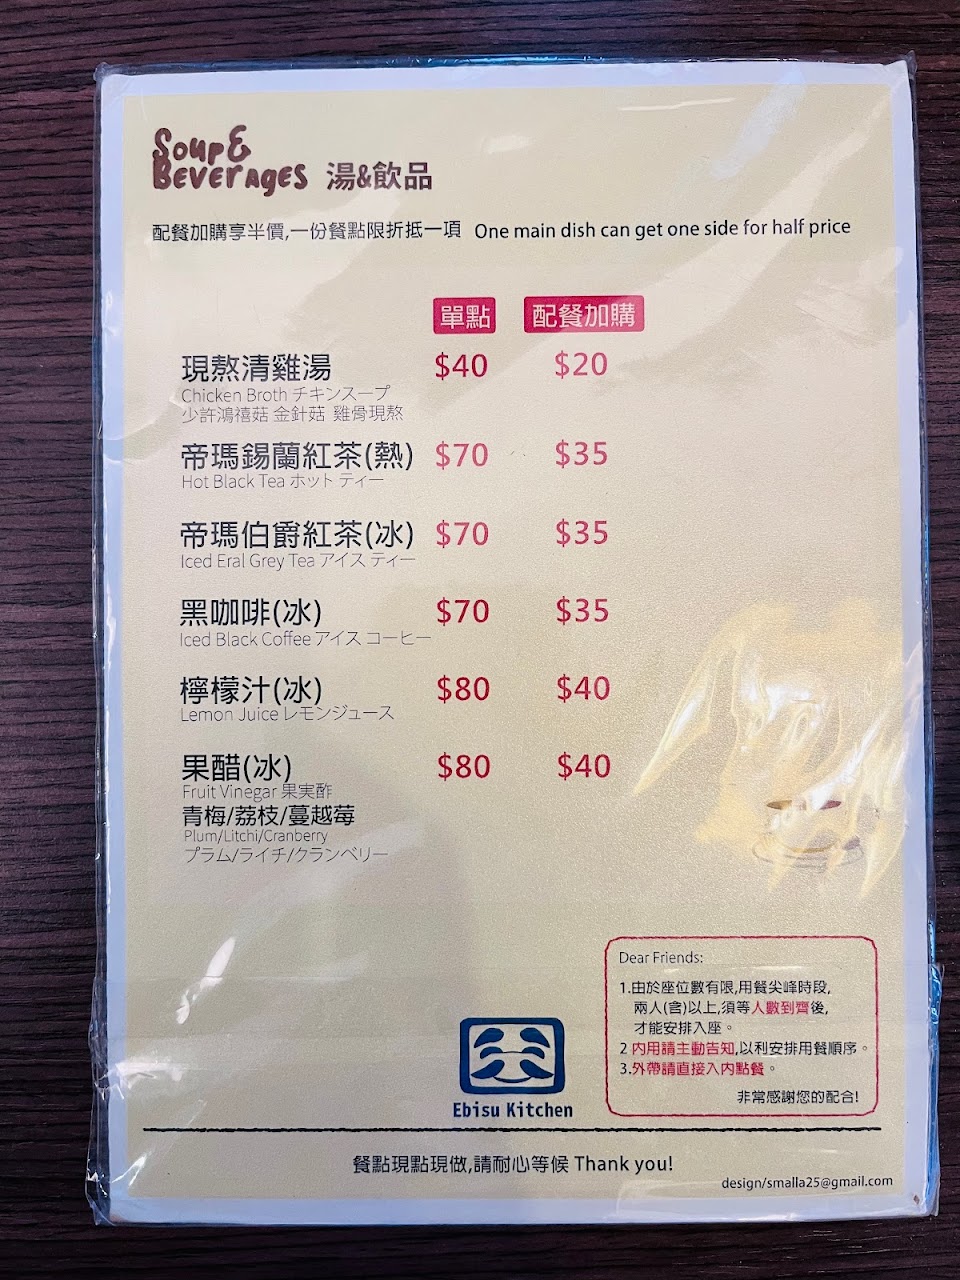 Soup&
Beverages 湯&飲品
配餐加購享半價,一份餐點限折抵一項 One main dish can get one side for half price
單點 配餐加購
現熬清雞湯 $40 $20
Chicken Broth チキンスープ
少許鴻禧菇 金針菇 雞骨現熬
帝瑪錫蘭紅茶(熱) $70 $35
Hot Black Tea ホット ティー
帝瑪伯爵紅茶(冰) $70 $35
Iced Eral Grey Tea アイス ティー
黑咖啡(冰) $70 $35
Iced Black Coffee アイス コーヒー
檸檬汁(冰) $80 $40
Lemon Juice レモンジュース
果醋(冰) $80 $40
Fruit Vinegar 果実酢
青梅/荔枝/蔓越莓
Plum/Litchi/Cranberry
プラム/ライチ/クランベリー
Dear Friends:
1.由於座位數有限,用餐尖峰時段,
兩人(含)以上,須等人數到齊後,
才能安排入座。
2 內用請主動告知,以利安排用餐順序。
3.外帶請直接入內點餐。
非常感謝您的配合!
Ebisu Kitchen
餐點現點現做,請耐心等候 Thank you!
design/smalla25@gmail.com